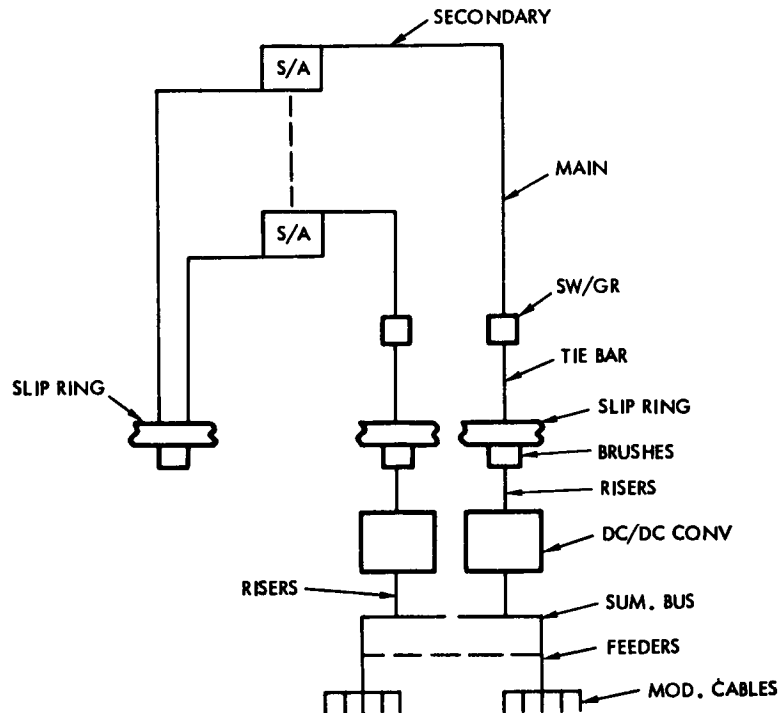 SECONDARY
S/A
MAIN
S/A
SW/GR
TIE BAR
SLIP RING
SLIP RING
BRUSHES
RISERS
DC/DC CONV
RISERS
SUM. BUS
FEEDERS
MOD. CABLES